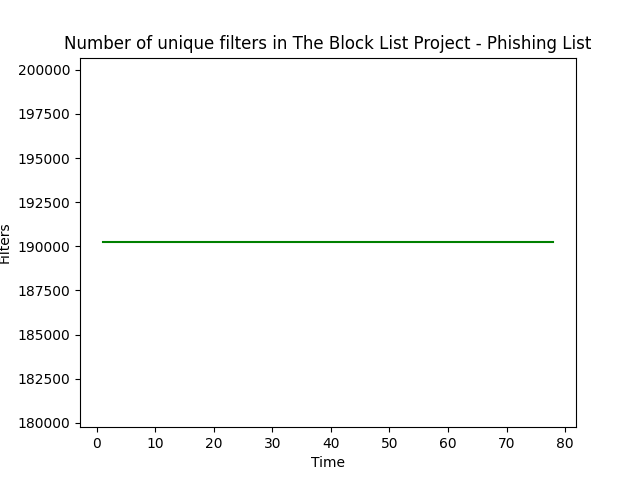 Number of unique filters in The Block List Project - Phishing List
200000
197500
195000
192500
190000
187500
185000
182500
180000
Filters
0 10 20 30 40 50 60 70 80
Time